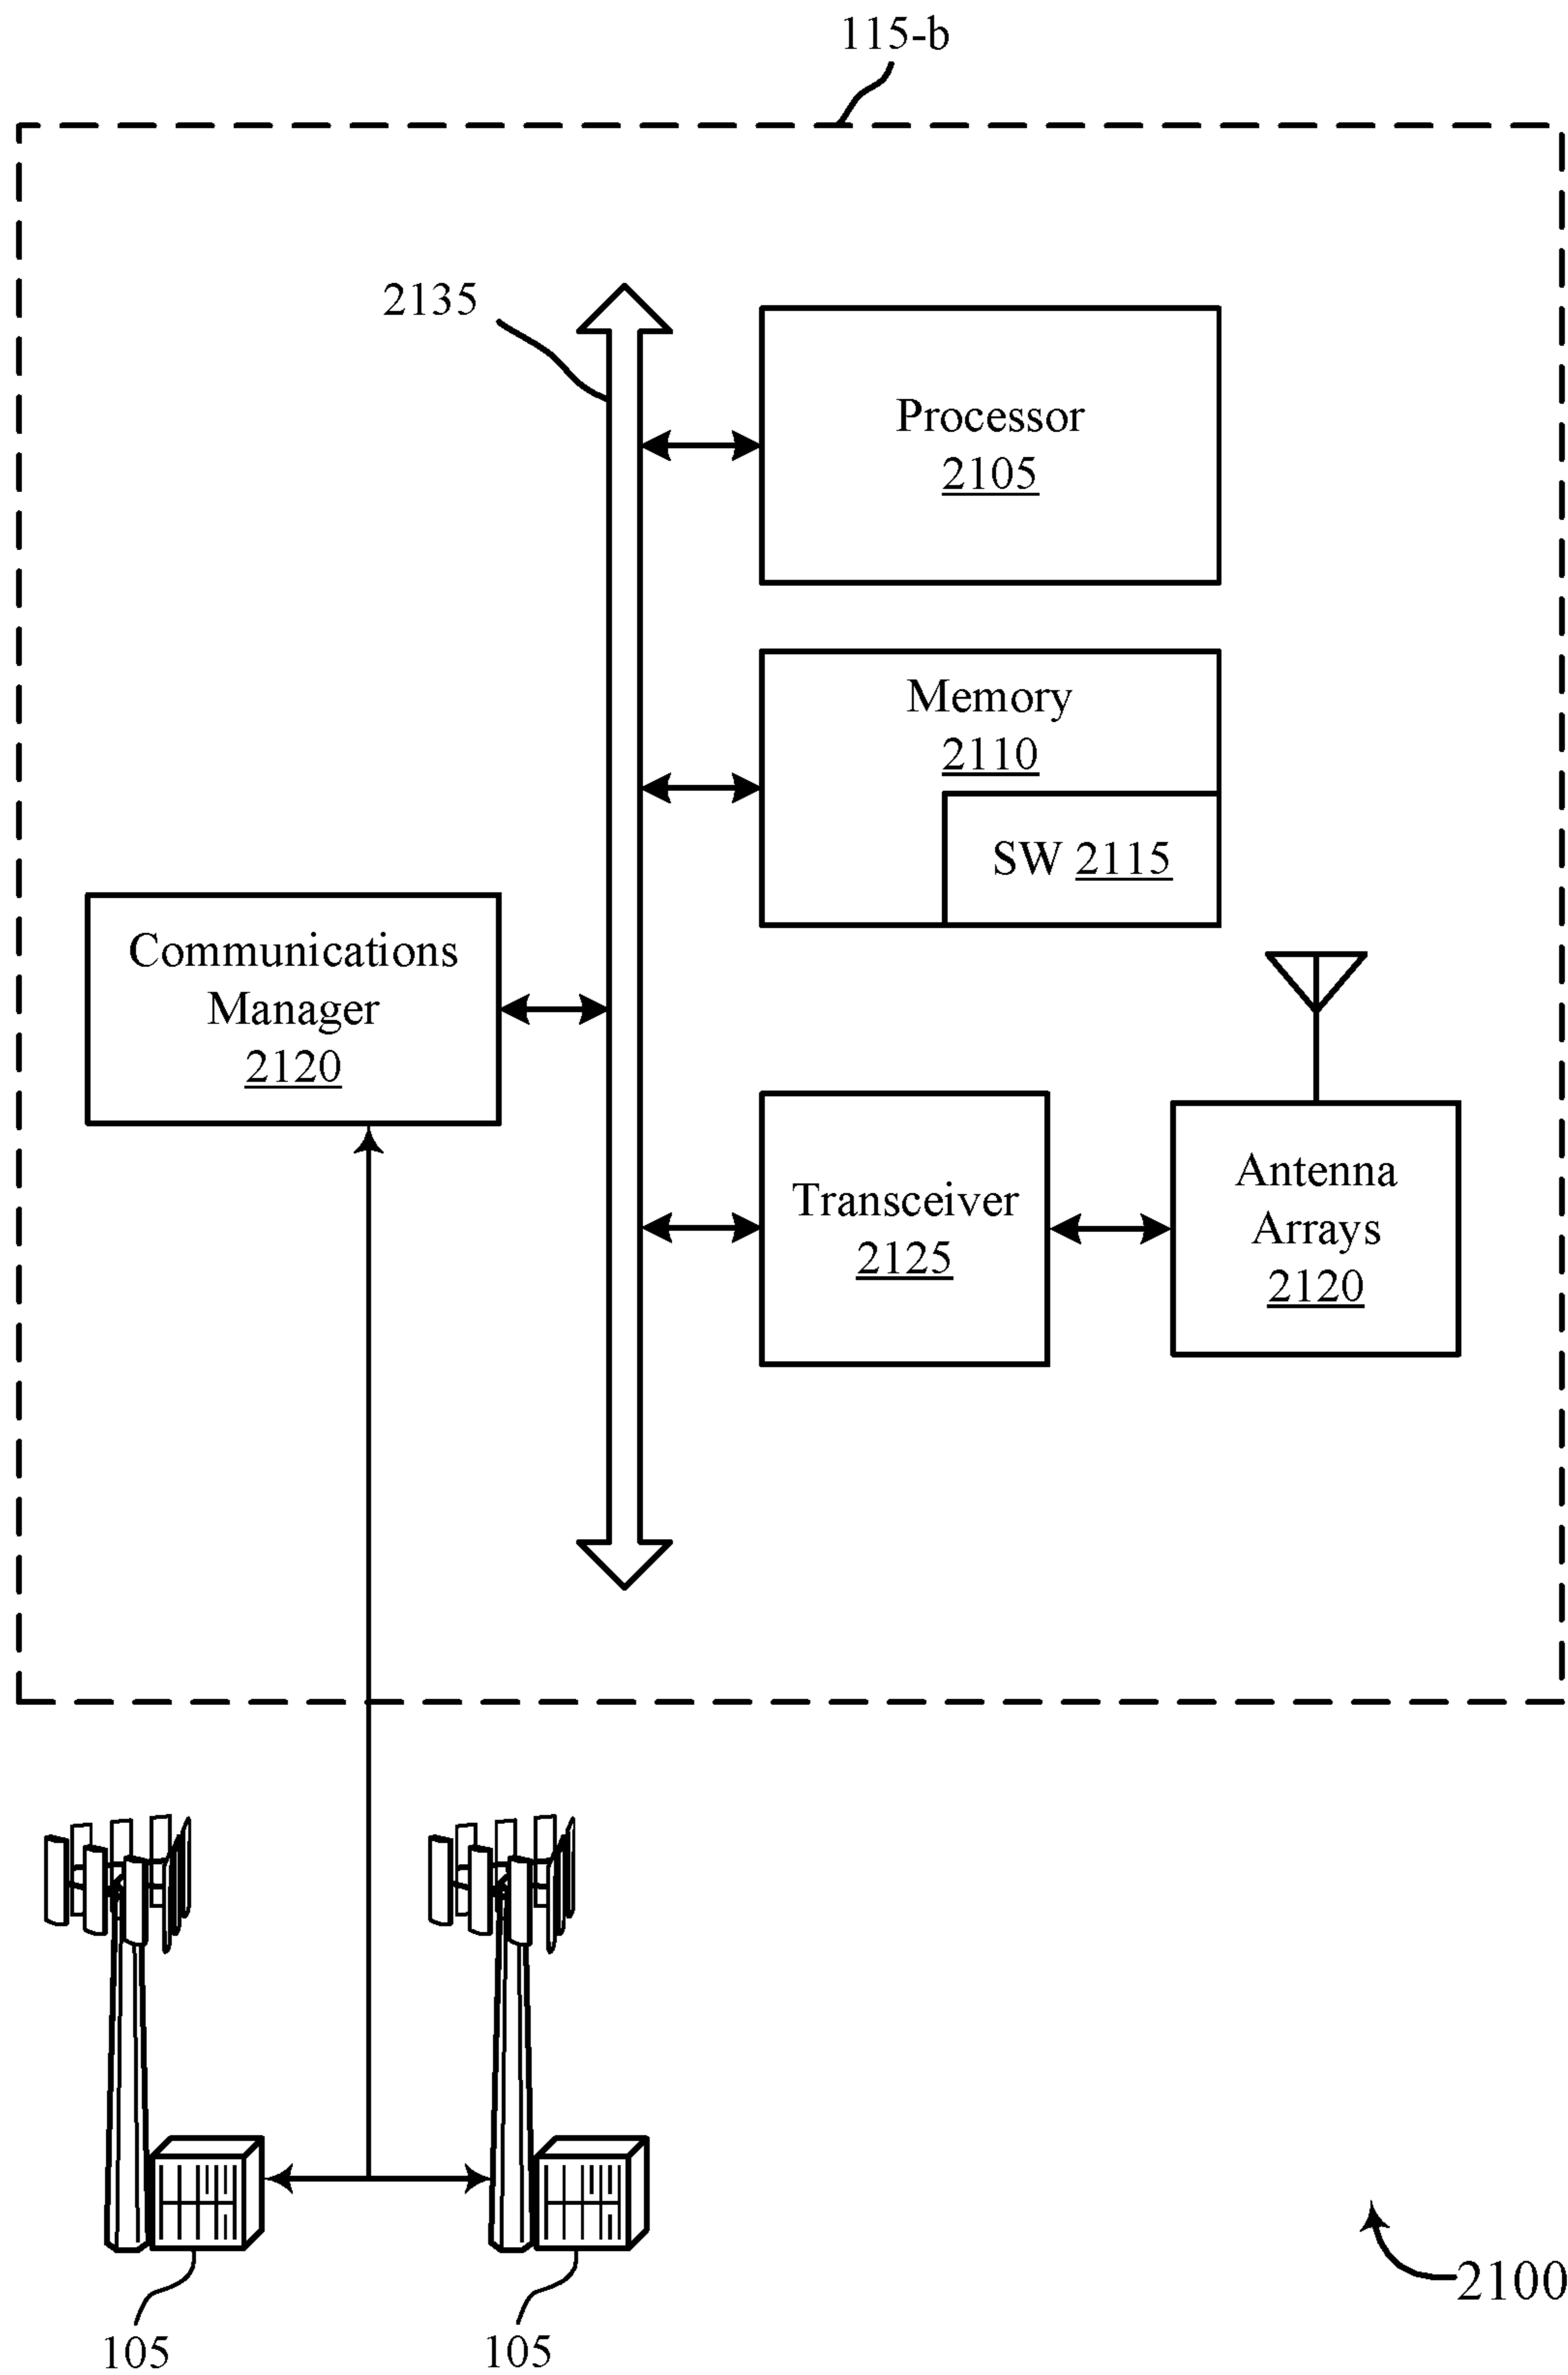 115-b
2135
Processor
2105
Memory
2110
SW 2115
Communications
Manager
2120
Transceiver
2125
Antenna
Arrays
2120
105
105
2100